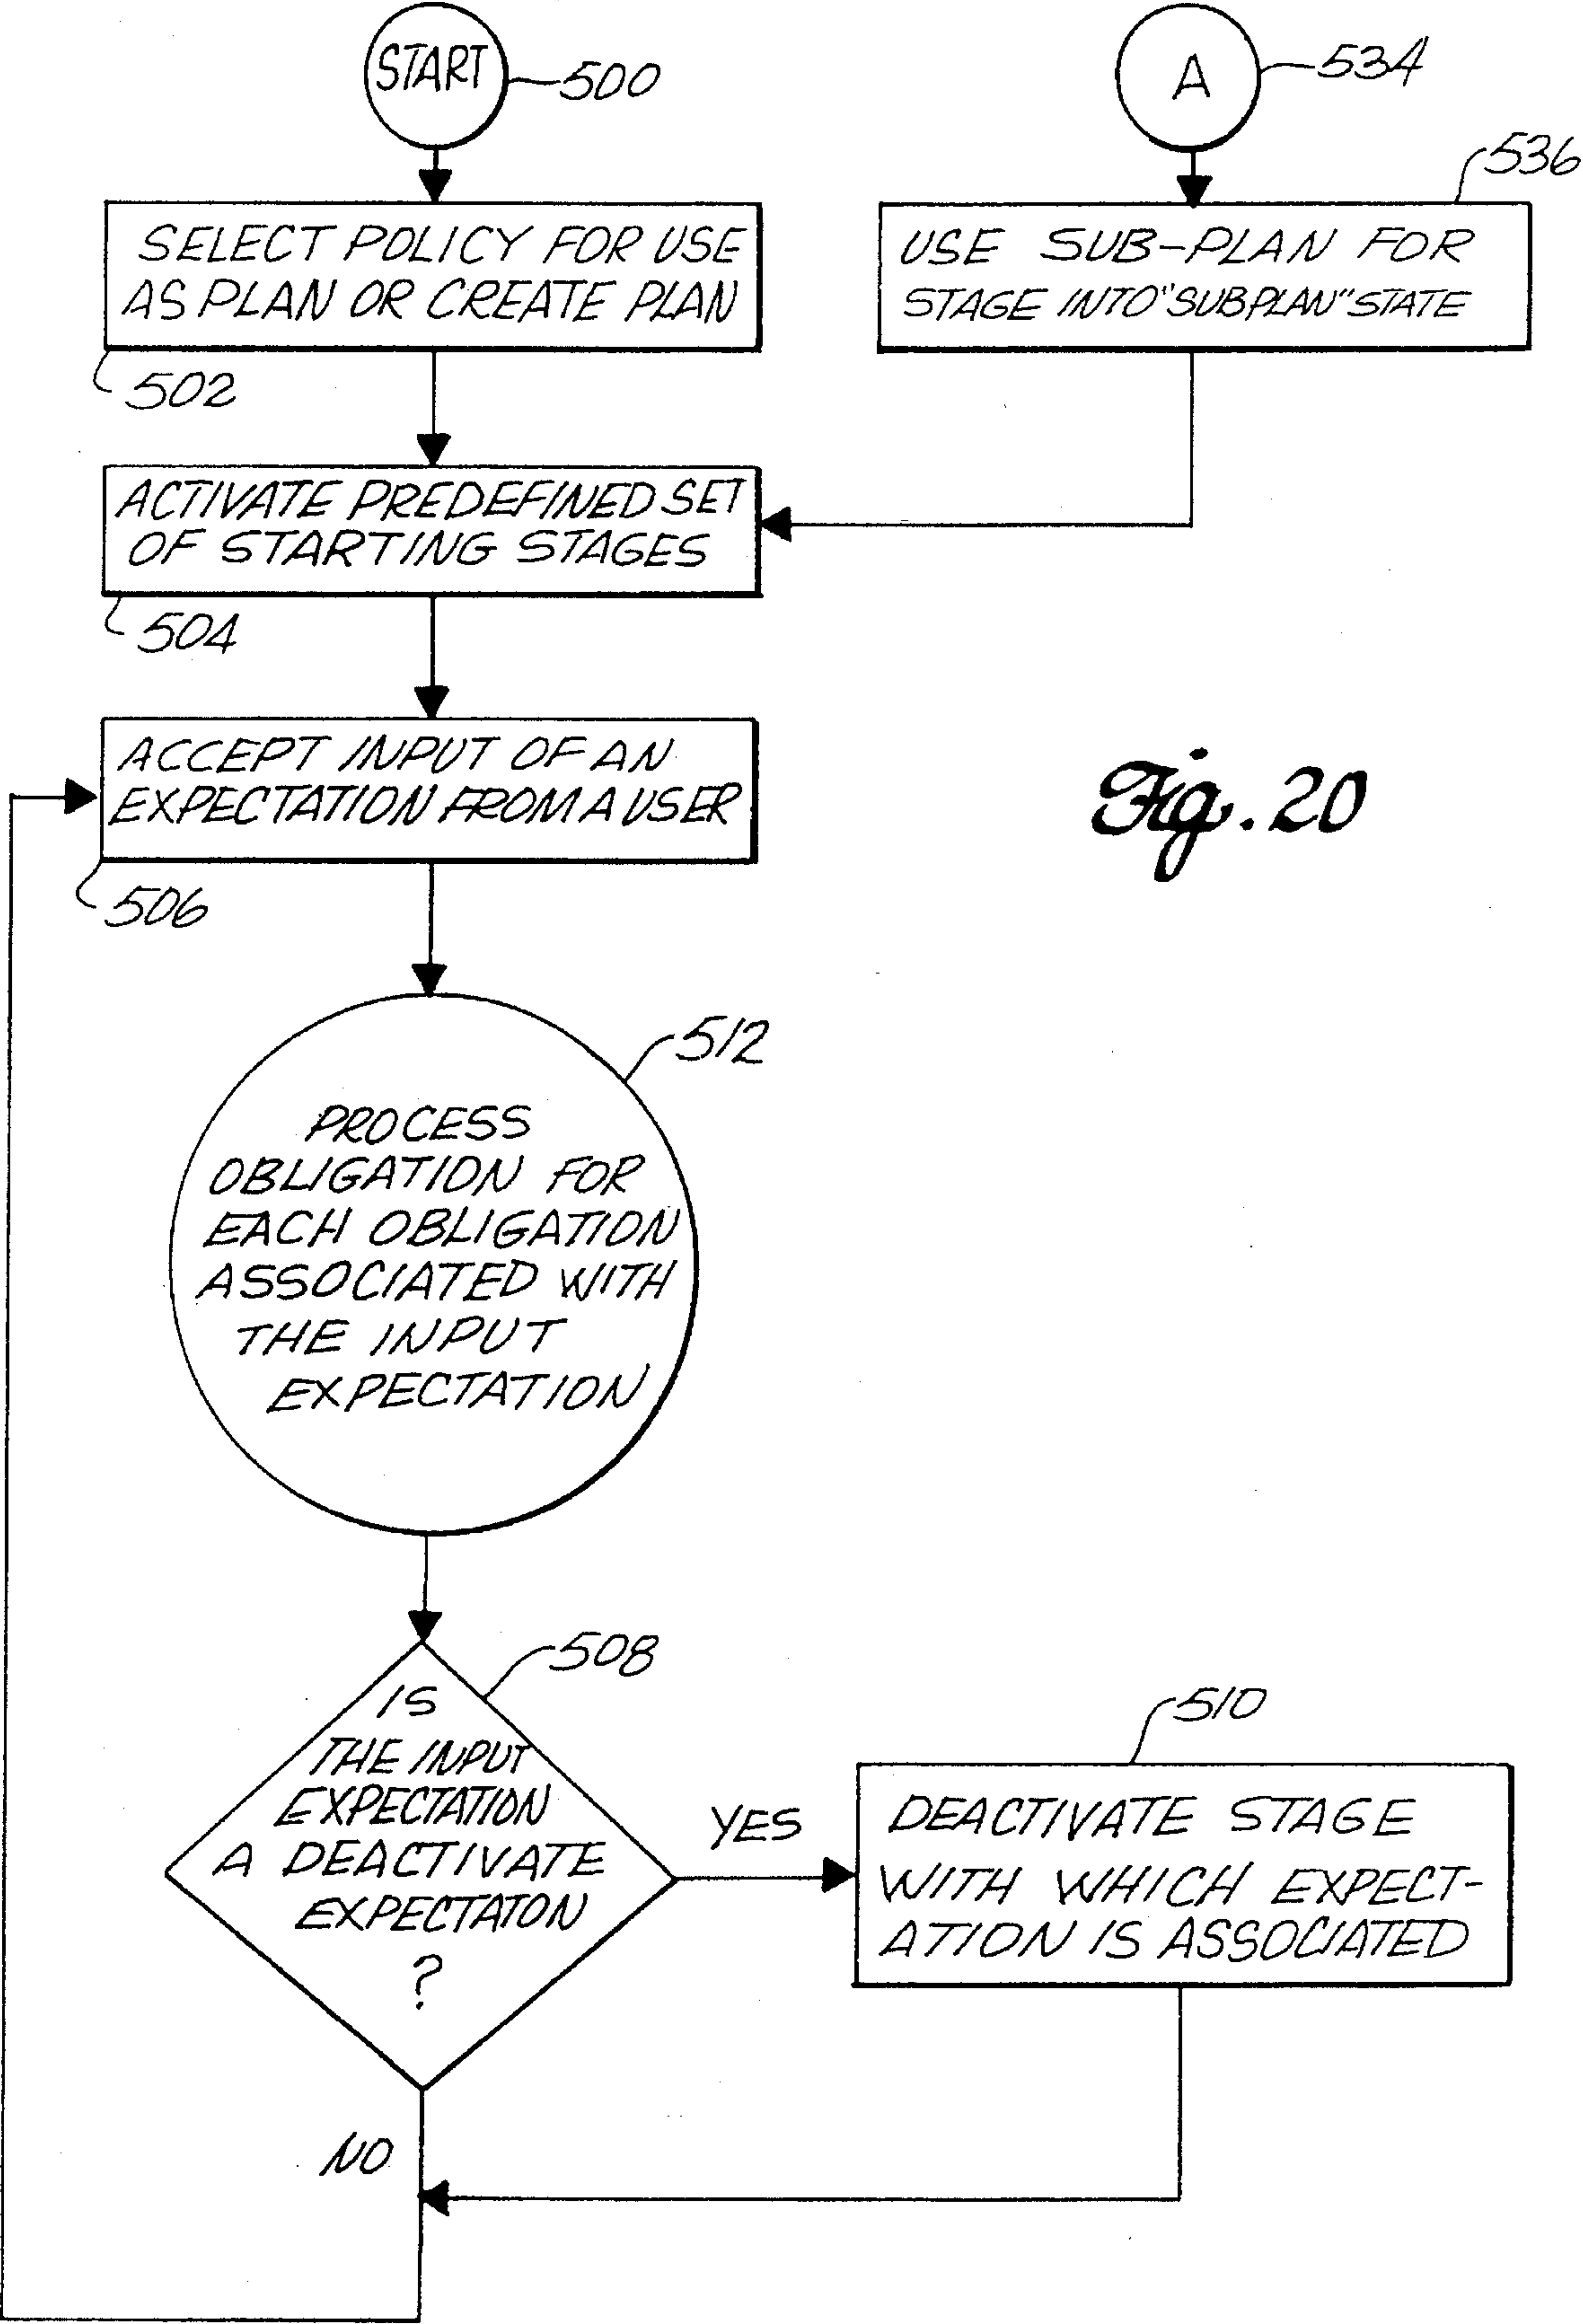 START
500
A
534
536
SELECT POLICY FOR USE
AS PLAN OR CREATE PLAN
502
USE SUB-PLAN FOR
STAGE INTO "SUBPLAN" STATE
ACTIVATE PREDEFINED SET
OF STARTING STAGES
504
ACCEPT INPUT OF AN
EXPECTATION FROM A USER
506
Fig. 20
512
PROCESS
OBLIGATION FOR
EACH OBLIGATION
ASSOCIATED WITH
THE INPUT
EXPECTATION
508
IS
THE INPUT
EXPECTATION
A DEACTIVATE
EXPECTATON
?
YES
510
DEACTIVATE STAGE
WITH WHICH EXPECT-
ATION IS ASSOCIATED
NO